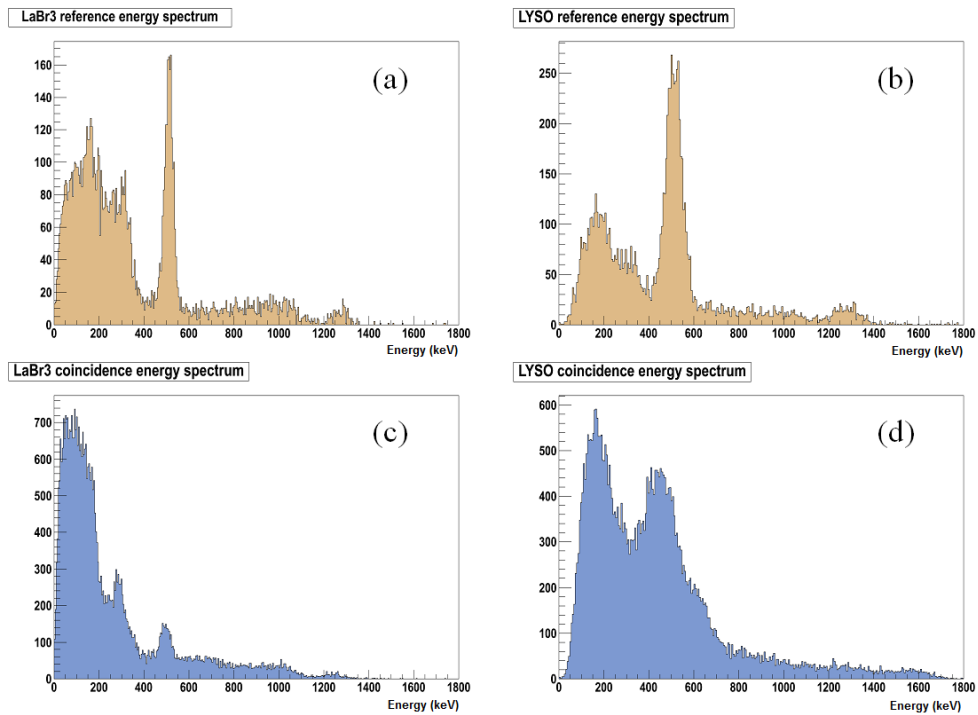 LaBr3 reference energy spectrum
(a)
160
140
120
100
80
60
40
20
0
0 200 400 600 800 1000 1200 1400 1600 1800
Energy (keV)
LYSO reference energy spectrum
(b)
250
200
150
100
50
0
0 200 400 600 800 1000 1200 1400 1600 1800
Energy (keV)
LaBr3 coincidence energy spectrum
(c)
700
600
500
400
300
200
100
0
0 200 400 600 800 1000 1200 1400 1600 1800
Energy (keV)
LYSO coincidence energy spectrum
(d)
600
500
400
300
200
100
0
0 200 400 600 800 1000 1200 1400 1600 1800
Energy (keV)